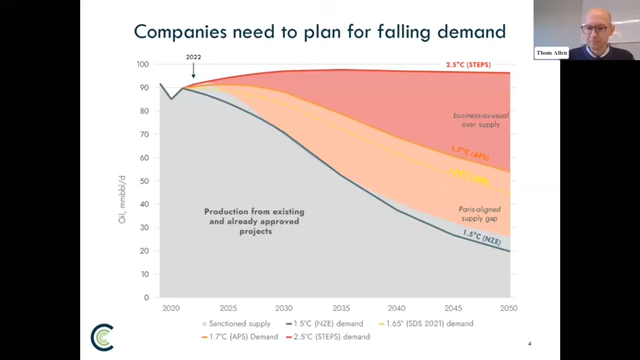 Companies need to plan for falling demand
Thom Allen
2022
100
90
80
70
60
50
40
30
20
10
0
Oil, mmbbl/d
2.5°C (STEPS)
business-as-usual
over supply
1.7°C (APS)
Paris-aligned
supply gap
1.5°C (NZE)
Production from existing
and already approved
projects
2020
2025
2030
2035
2040
2045
2050
Sanctioned supply
1.5°C (NZE) demand
1.65° (SDS 2021) demand
1.7°C (APS) Demand
2.5°C (STEPS) demand
4